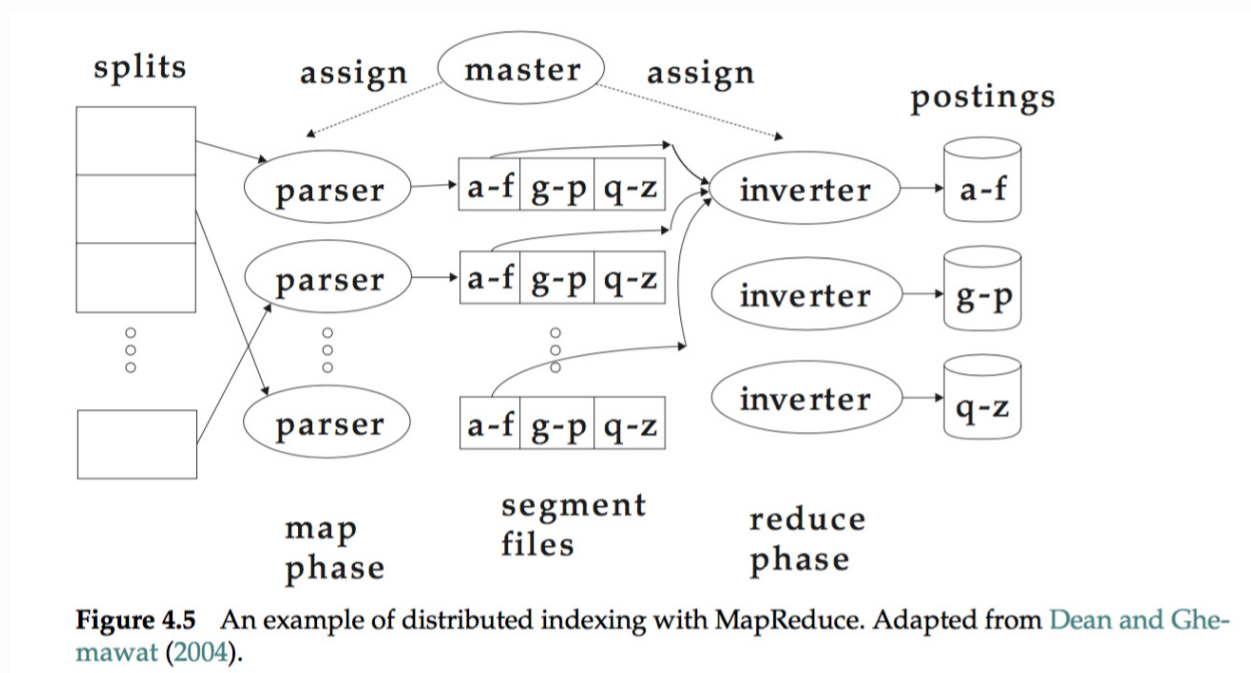 splits
assign
master
assign
postings
parser
a-f g-p q-z
inverter
a-f
parser
a-f g-p q-z
inverter
g-p
parser
a-f g-p q-z
inverter
q-z
map
phase
segment
files
reduce
phase
Figure 4.5 An example of distributed indexing with MapReduce. Adapted from Dean and Ghe-
mawat (2004).